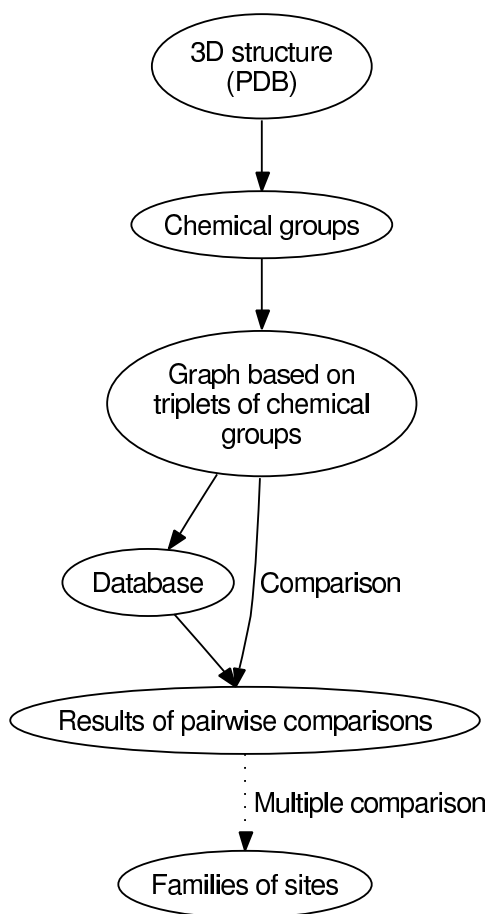 3D structure
(PDB)
Chemical groups
Graph based on
triplets of chemical
groups
Database
Comparison
Results of pairwise comparisons
Multiple comparison
Families of sites